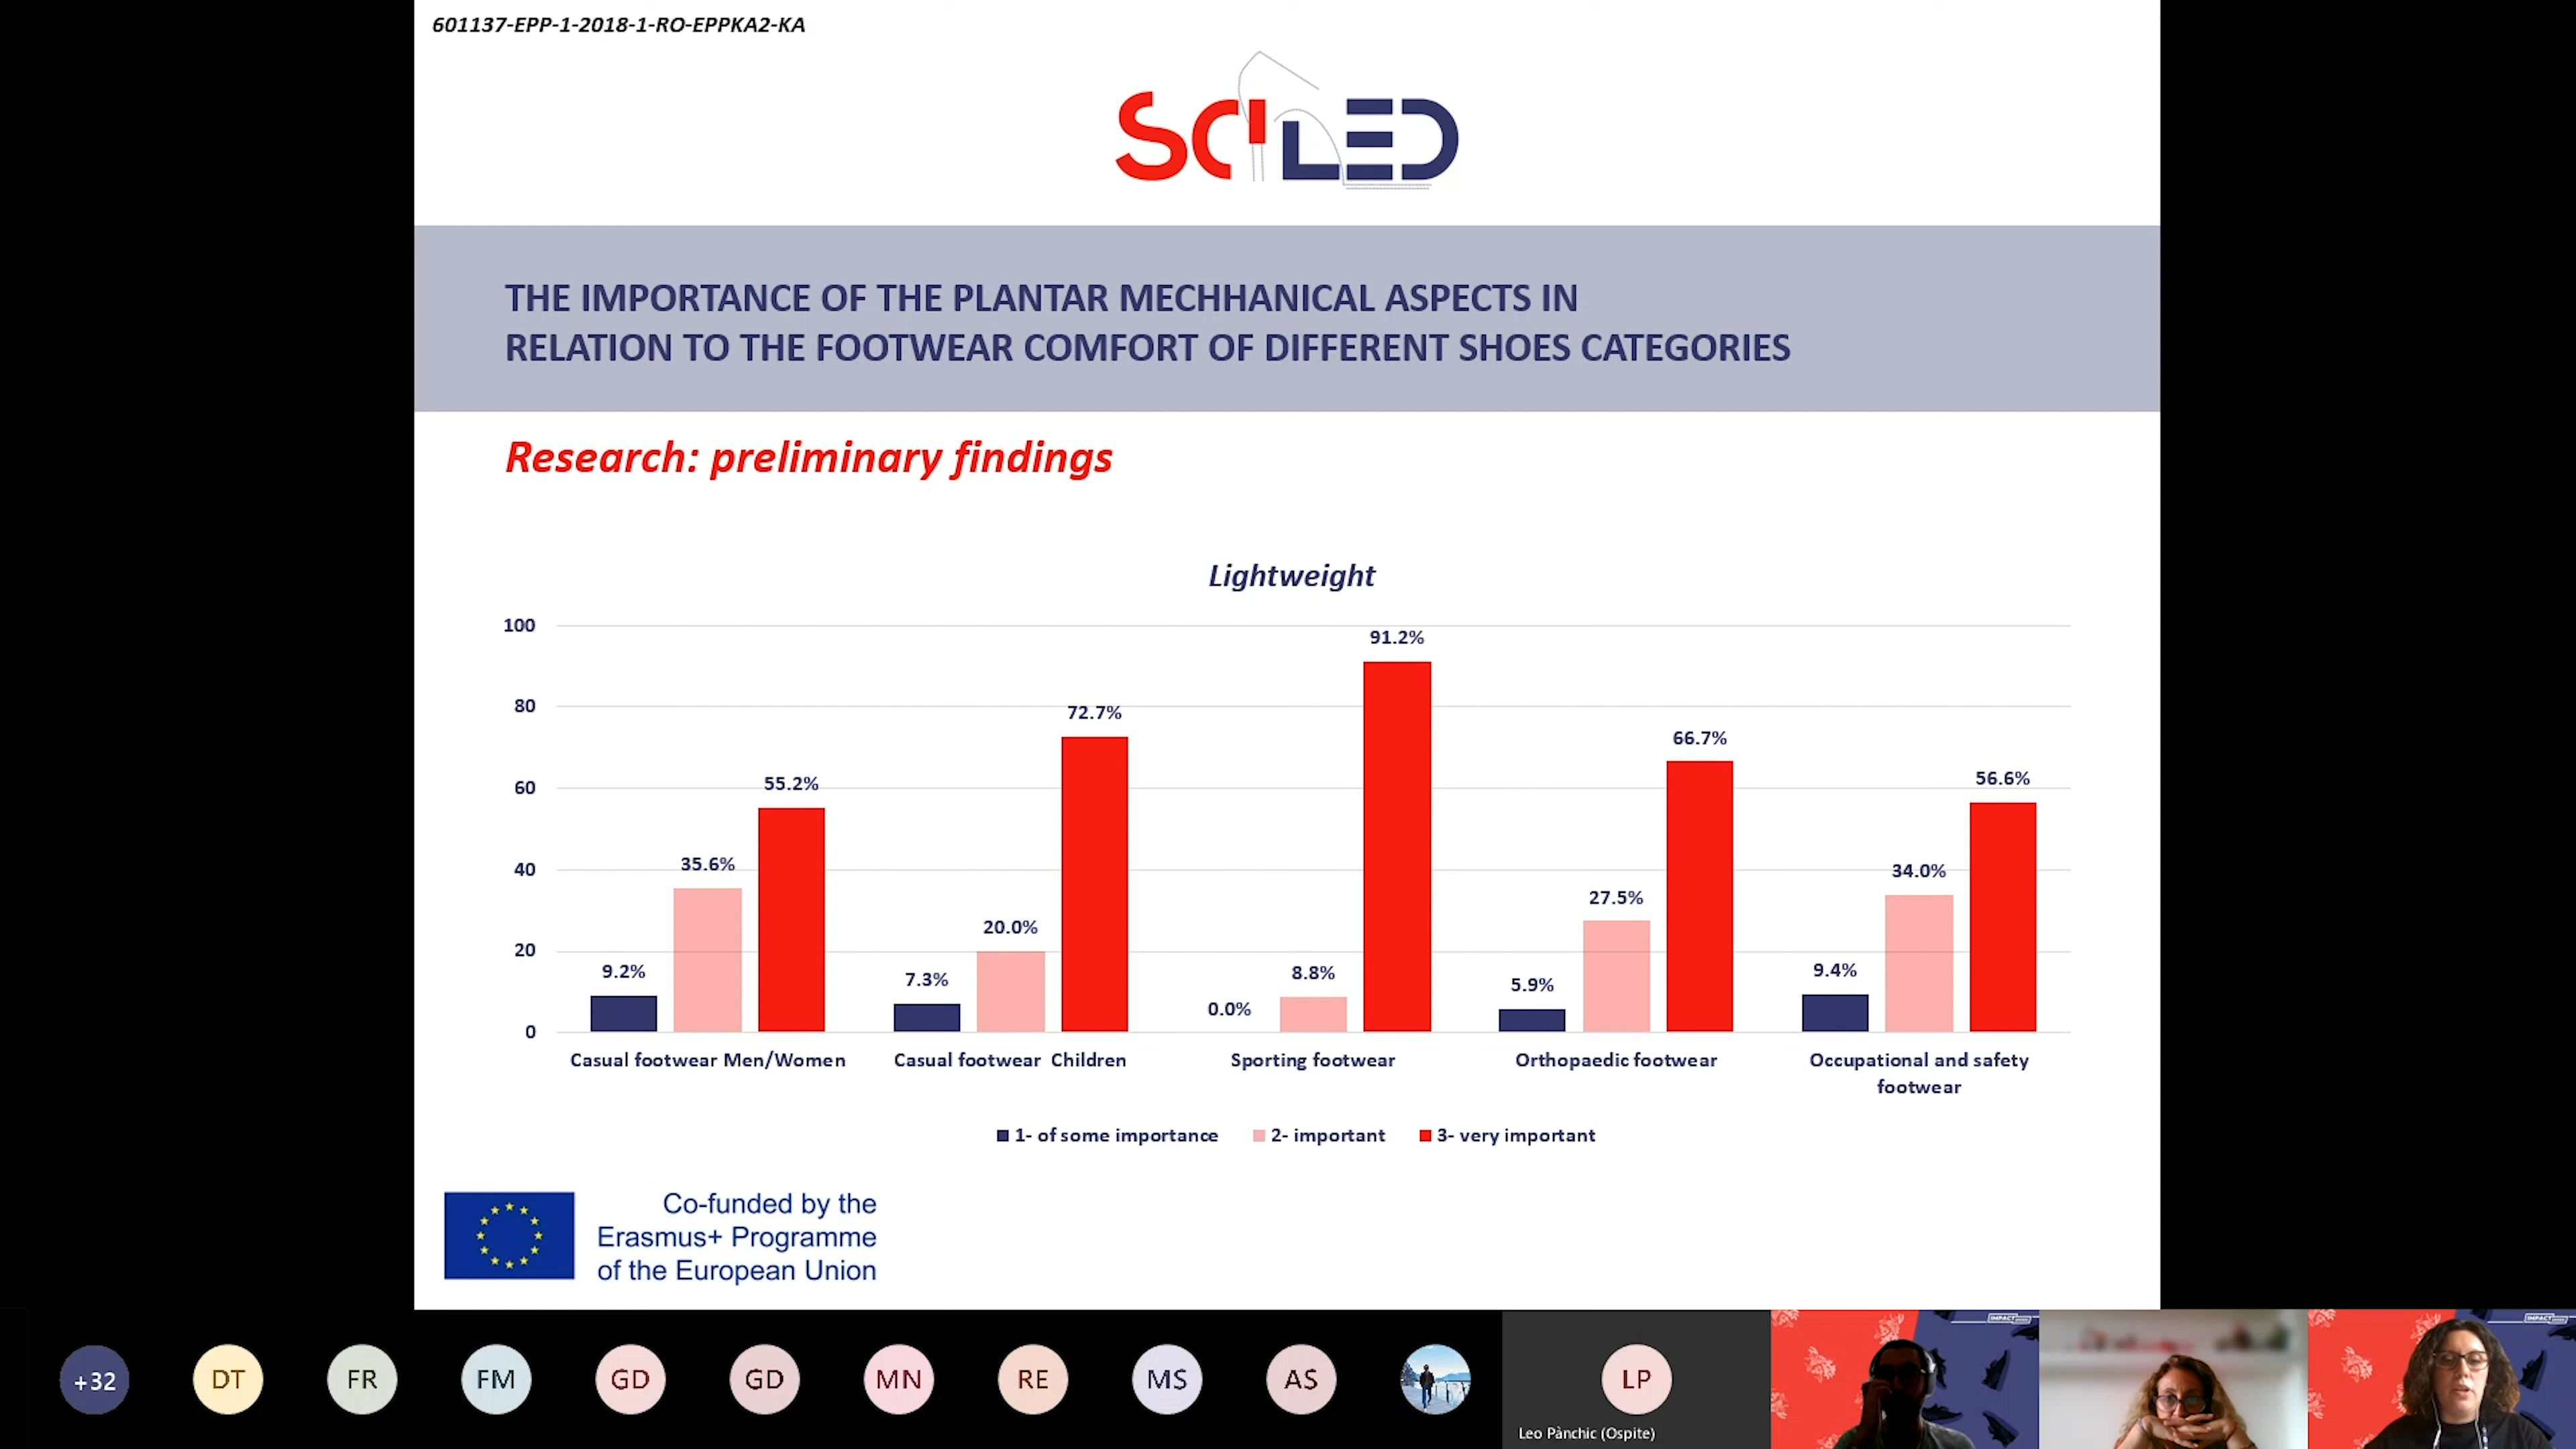 601137-EPP-1-2018-1-RO-EPPKA2-KA
SCILED
THE IMPORTANCE OF THE PLANTAR MECHHANICAL ASPECTS IN
RELATION TO THE FOOTWEAR COMFORT OF DIFFERENT SHOES CATEGORIES
Research: preliminary findings
Lightweight
100
80
60
40
20
0
9.2%
35.6%
55.2%
7.3%
20.0%
72.7%
0.0%
8.8%
91.2%
5.9%
27.5%
66.7%
9.4%
34.0%
56.6%
Casual footwear Men/Women
Casual footwear Children
Sporting footwear
Orthopaedic footwear
Occupational and safety
footwear
1- of some importance
2- important
3- very important
Co-funded by the
Erasmus+ Programme
of the European Union
+32
DT
FR
FM
GD
GD
MN
RE
MS
AS
LP
Leo Pànchic (Ospite)
IMPACT
IMPACT